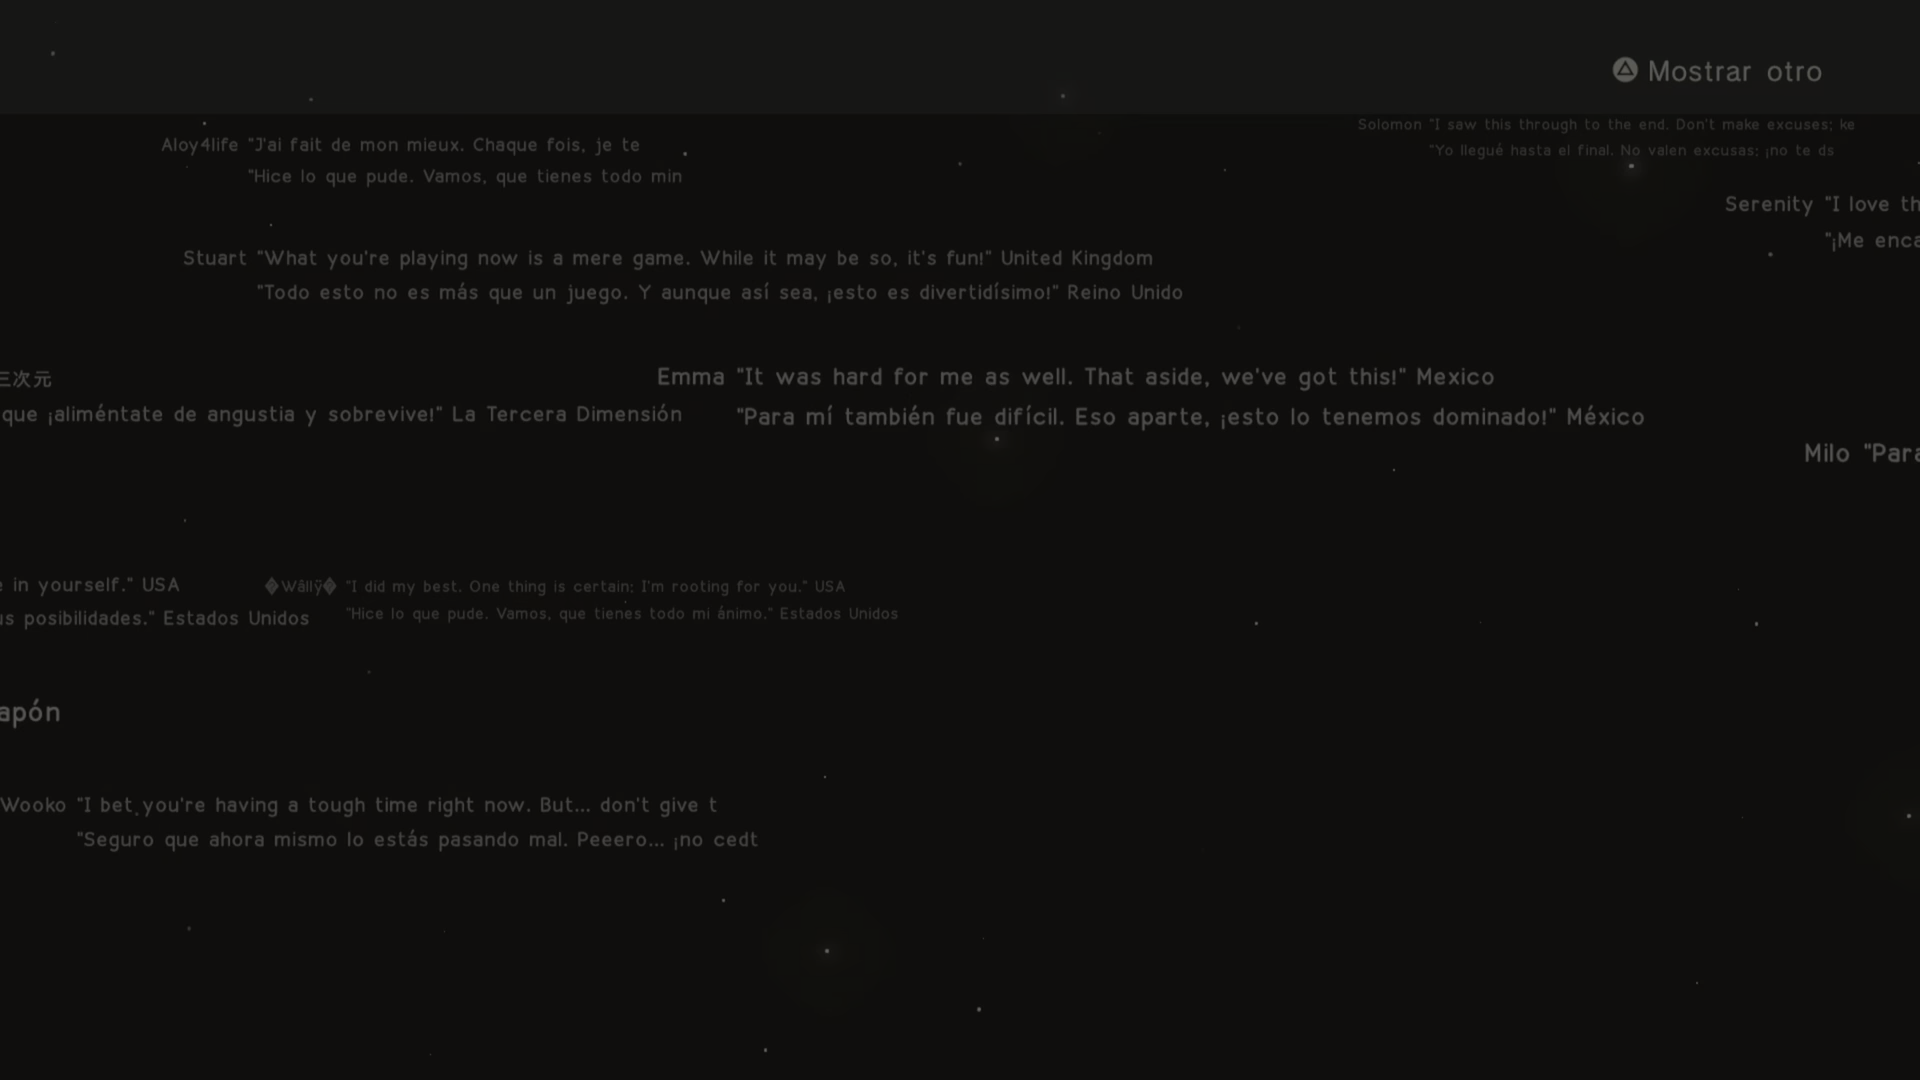 Mostrar otro
Solomon "I saw this through to the end. Don't make excuses; ke
"Yo llegué hasta el final. No valen excusas; ¡no te ds
Aloy4life "J'ai fait de mon mieux. Chaque fois, je te
"Hice lo que pude. Vamos, que tienes todo min
Serenity "I love th
"¡Me enca
Stuart "What you're playing now is a mere game. While it may be so, it's fun!" United Kingdom
"Todo esto no es más que un juego. Y aunque así sea, ¡esto es divertidísimo!" Reino Unido
三次元
que ¡aliméntate de angustia y sobrevive!" La Tercera Dimensión
Emma "It was hard for me as well. That aside, we've got this!" Mexico
"Para mí también fue difícil. Eso aparte, ¡esto lo tenemos dominado!" México
Milo "Para
e in yourself." USA
us posibilidades." Estados Unidos
�Wâllÿ� "I did my best. One thing is certain: I'm rooting for you." USA
"Hice lo que pude. Vamos, que tienes todo mi ánimo." Estados Unidos
apón
Wooko "I bet you're having a tough time right now. But... don't give t
"Seguro que ahora mismo lo estás pasando mal. Peeero... ¡no cedt